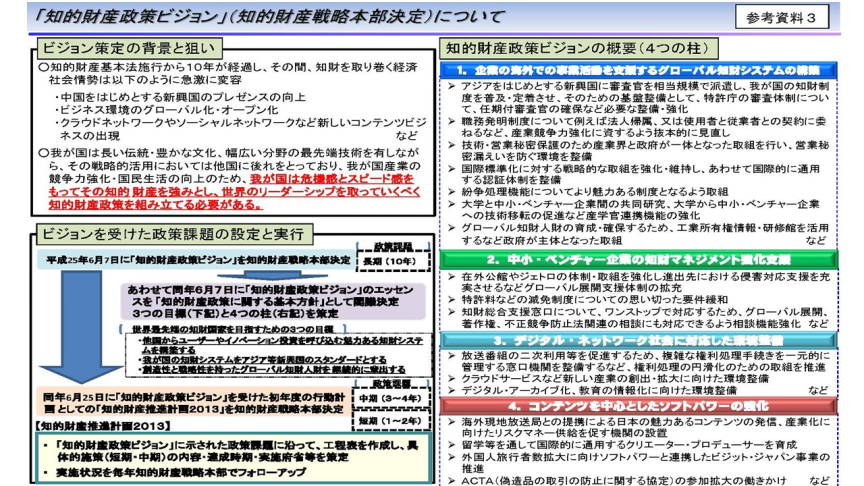 「知的財産政策ビジョン」（知的財産戦略本部決定）について
参考資料３
ビジョン策定の背景と狙い
〇知的財産基本法施行から１０年が経過し、その間、知財を取り巻く経済
社会情勢は以下のように急激に変容
・中国をはじめとする新興国のプレゼンスの向上
・ビジネス環境のグローバル化・オープン化
・クラウドネットワークやソーシャルネットワークなど新しいコンテンツビジ
ネスの出現　など
〇我が国は長い伝統・豊かな文化、幅広い分野の最先端技術を有しなが
ら、その戦略的活用においては他国に後れをとっており、我が国産業の
競争力強化・国民生活の向上のため、我が国は危機感とスピード感を
もってその知的 財産を強みとし、世界のリーダーシップを取っていくべく
知的財産政策を組み立てる必要がある。
ビジョンを受けた政策課題の設定と実行
政策課題
平成25年6月7日に「知的財産政策ビジョン」を知的財産戦略本部決定
長期（１０年）
あわせて同年６月７日に「知的財産政策ビジョン」のエッセン
スを「知的財産政策に関する基本方針」として閣議決定
３つの目標（下記）と４つの柱（右記）を策定
世界最先端の知財国家を目指すための３つの目標
・他国からユーザーやイノベーション投資を呼び込む魅力ある知財システ
ムを構築する
・我が国の知財システムをアジア等新興国のスタンダードとする
・創造性と戦略性を持ったグローバル知財人財を継続的に輩出する
政策課題
同年６月２５日に「知的財産政策ビジョン」を受けた初年度の行動計
画としての「知的財産推進計画２０１３」を知的財産戦略本部決定
中期（３～４年）
短期（１～２年）
【知的財産推進計画２０１３】
・ 「知的財産政策ビジョン」に示された政策課題に沿って、工程表を作成し、具
体的施策（短期・中期）の内容・達成時期・実施府省等を策定
・ 実施状況を毎年知的財産戦略本部でフォローアップ
知的財産政策ビジョンの概要（４つの柱）
１．企業の海外での事業活動を支援するグローバル知財システムの構築
➢ アジアをはじめとする新興国に審査官を相当規模で派遣し、我が国の知財制
度を普及・定着させ、そのための基盤整備として、特許庁の審査体制につい
て、任期付審査官の確保など必要な整備・強化
➢ 職務発明制度について例えば法人帰属、又は使用者と従業者との契約に委
ねるなど、産業競争力強化に資するよう抜本的に見直し
➢ 技術・営業秘密保護のため産業界と政府が一体となった取組を行い、営業秘
密漏えいを防ぐ環境を整備
➢ 国際標準化に対する戦略的な取組を強化・維持し、あわせて国際的に通用
する認証体制を整備
➢ 紛争処理機能についてより魅力ある制度となるよう取組
➢ 大学と中小・ベンチャー企業間の共同研究、大学から中小・ベンチャー企業
への技術移転の促進など産学官連携機能の強化
➢ グローバル知財人財の育成・確保するため、工業所有権情報・研修館を活用
するなど政府が主体となった取組　など
２．中小・ベンチャー企業の知財マネジメント強化支援
➢ 在外公館やジェトロの体制・取組を強化し進出先における侵害対応支援を充
実させるなどグローバル展開支援体制の拡充
➢ 特許料などの減免制度についての思い切った要件緩和
➢ 知財総合支援窓口について、ワンストップで対応するため、グローバル展開、
著作権、不正競争防止法関連の相談にも対応できるよう相談機能強化　など
３．デジタル・ネットワーク社会に対応した環境整備
➢ 放送番組の二次利用等を促進するため、複雑な権利処理手続きを一元的に
管理する窓口機関を整備するなど、権利処理の円滑化のための取組を推進
➢ クラウドサービスなど新しい産業の創出・拡大に向けた環境整備
➢ デジタル・アーカイブ化、教育の情報化に向けた環境整備　など
４．コンテンツを中心としたソフトパワーの強化
➢ 海外現地放送局との提携による日本の魅力あるコンテンツの発信、産業化に
向けたリスクマネー供給を促す機関の設置
➢ 留学等を通して国際的に通用するクリエーター・プロデューサーを育成
➢ 外国人旅行者数拡大に向けソフトパワーと連携したビジット・ジャパン事業の
推進
➢ ＡＣＴＡ（偽造品の取引の防止に関する協定）の参加拡大の働きかけ　など